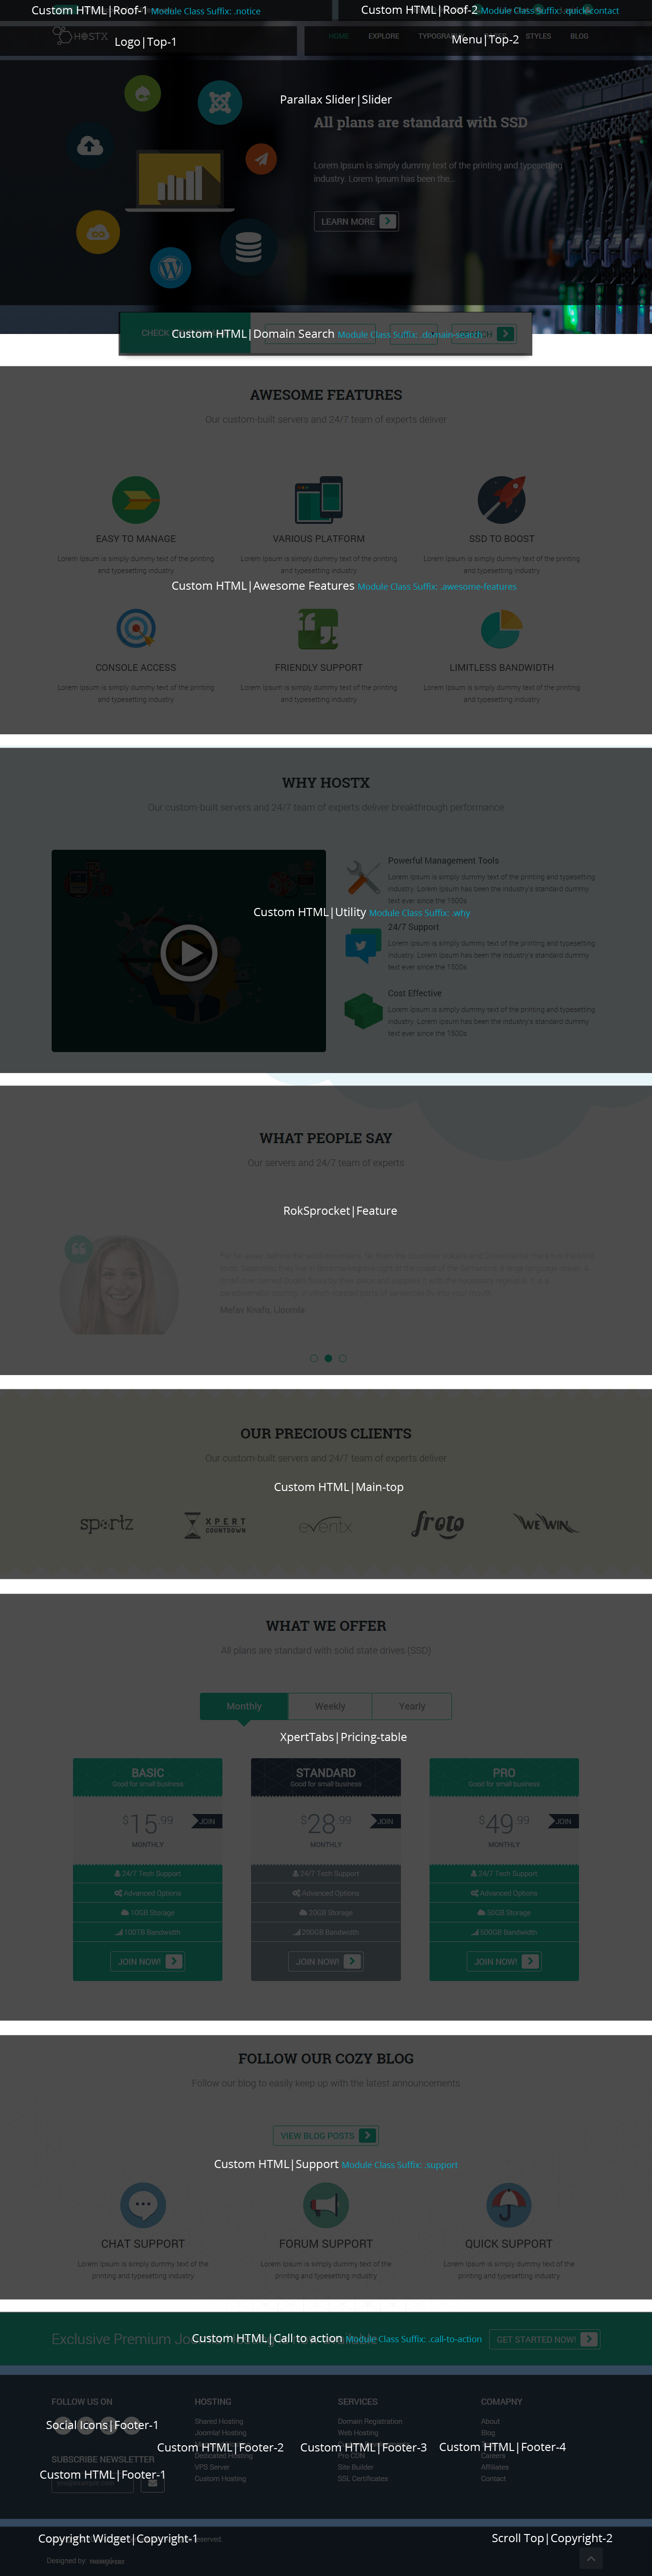 Custom HTML|Roof-1 Module Class Suffix: .notice
Custom HTML|Roof-2 Module Class Suffix: .quick-contact
HOSTX
Logo|Top-1
HOME EXPLORE STYLES BLOG
Menu|Top-2
Parallax Slider|Slider
All plans are standard with SSD
Lorem Ipsum is simply dummy text of the printing and typesetting
industry. Lorem Ipsum has been the...
LEARN MORE
CHECK
Custom HTML|Domain Search Module Class Suffix: .domain-search
AWESOME FEATURES
Our custom-built servers and 24/7 team of experts deliver
EASY TO MANAGE
Lorem Ipsum is simply dummy text of the printing
and typesetting industry
VARIOUS PLATFORM
Lorem Ipsum is simply dummy text of the printing
and typesetting industry
SSD TO BOOST
Lorem Ipsum is simply dummy text of the printing
and typesetting industry
Custom HTML|Awesome Features Module Class Suffix: .awesome-features
CONSOLE ACCESS
Lorem Ipsum is simply dummy text of the printing
and typesetting industry
FRIENDLY SUPPORT
Lorem Ipsum is simply dummy text of the printing
and typesetting industry
LIMITLESS BANDWIDTH
Lorem Ipsum is simply dummy text of the printing
and typesetting industry
WHY HOSTX
Our custom-built servers and 24/7 team of experts deliver breakthrough performance
Powerful Management Tools
Lorem Ipsum is simply dummy text of the printing and typesetting
industry. Lorem Ipsum has been the industry's standard dummy
text ever since the 1500s
Custom HTML|Utility Module Class Suffix: .why
24/7 Support
Lorem Ipsum is simply dummy text of the printing and typesetting
industry. Lorem Ipsum has been the industry's standard dummy
text ever since the 1500s
Cost Effective
Lorem Ipsum is simply dummy text of the printing and typesetting
industry. Lorem Ipsum has been the industry's standard dummy
text ever since the 1500s
WHAT PEOPLE SAY
Our servers and 24/7 team of experts
RokSprocket|Feature
OUR PRECIOUS CLIENTS
Our custom-built servers and 24/7 team of experts deliver
Custom HTML|Main-top
sportz
XPERT
COUNTDOWN
eventx
froto
WEWIN
WHAT WE OFFER
All plans are standard with solid state drives (SSD)
Monthly Weekly Yearly
XpertTabs|Pricing-table
BASIC
Good for small business
$15.99
JOIN
MONTHLY
24/7 Tech Support
Advanced Options
10GB Storage
100TB Bandwidth
JOIN NOW!
STANDARD
Good for small business
$28.99
JOIN
MONTHLY
24/7 Tech Support
Advanced Options
20GB Storage
200GB Bandwidth
JOIN NOW!
PRO
Good for small business
$49.99
JOIN
MONTHLY
24/7 Tech Support
Advanced Options
50GB Storage
500GB Bandwidth
JOIN NOW!
FOLLOW OUR COZY BLOG
Follow our blog to easily keep up with the latest announcements
VIEW BLOG POSTS
Custom HTML|Support Module Class Suffix: .support
CHAT SUPPORT
Lorem Ipsum is simply dummy text of the
printing and typesetting industry
FORUM SUPPORT
Lorem Ipsum is simply dummy text of the
printing and typesetting industry
QUICK SUPPORT
Lorem Ipsum is simply dummy text of the
printing and typesetting industry
Exclusive Premium
Custom HTML|Call to action Module Class Suffix: .call-to-action
GET STARTED NOW!
FOLLOW US ON
Social Icons|Footer-1
SUBSCRIBE NEWSLETTER
Custom HTML|Footer-1
HOSTING
Shared Hosting
Joomla! Hosting
Custom HTML|Footer-2
Dedicated Hosting
VPS Server
Custom Hosting
SERVICES
Domain Registration
Web Hosting
Custom HTML|Footer-3
Pro CDN
Site Builder
SSL Certificates
COMAPNY
About
Blog
Custom HTML|Footer-4
Careers
Affiliates
Contact
Copyright Widget|Copyright-1
Scroll Top|Copyright-2
Designed by: THEMEXPERT